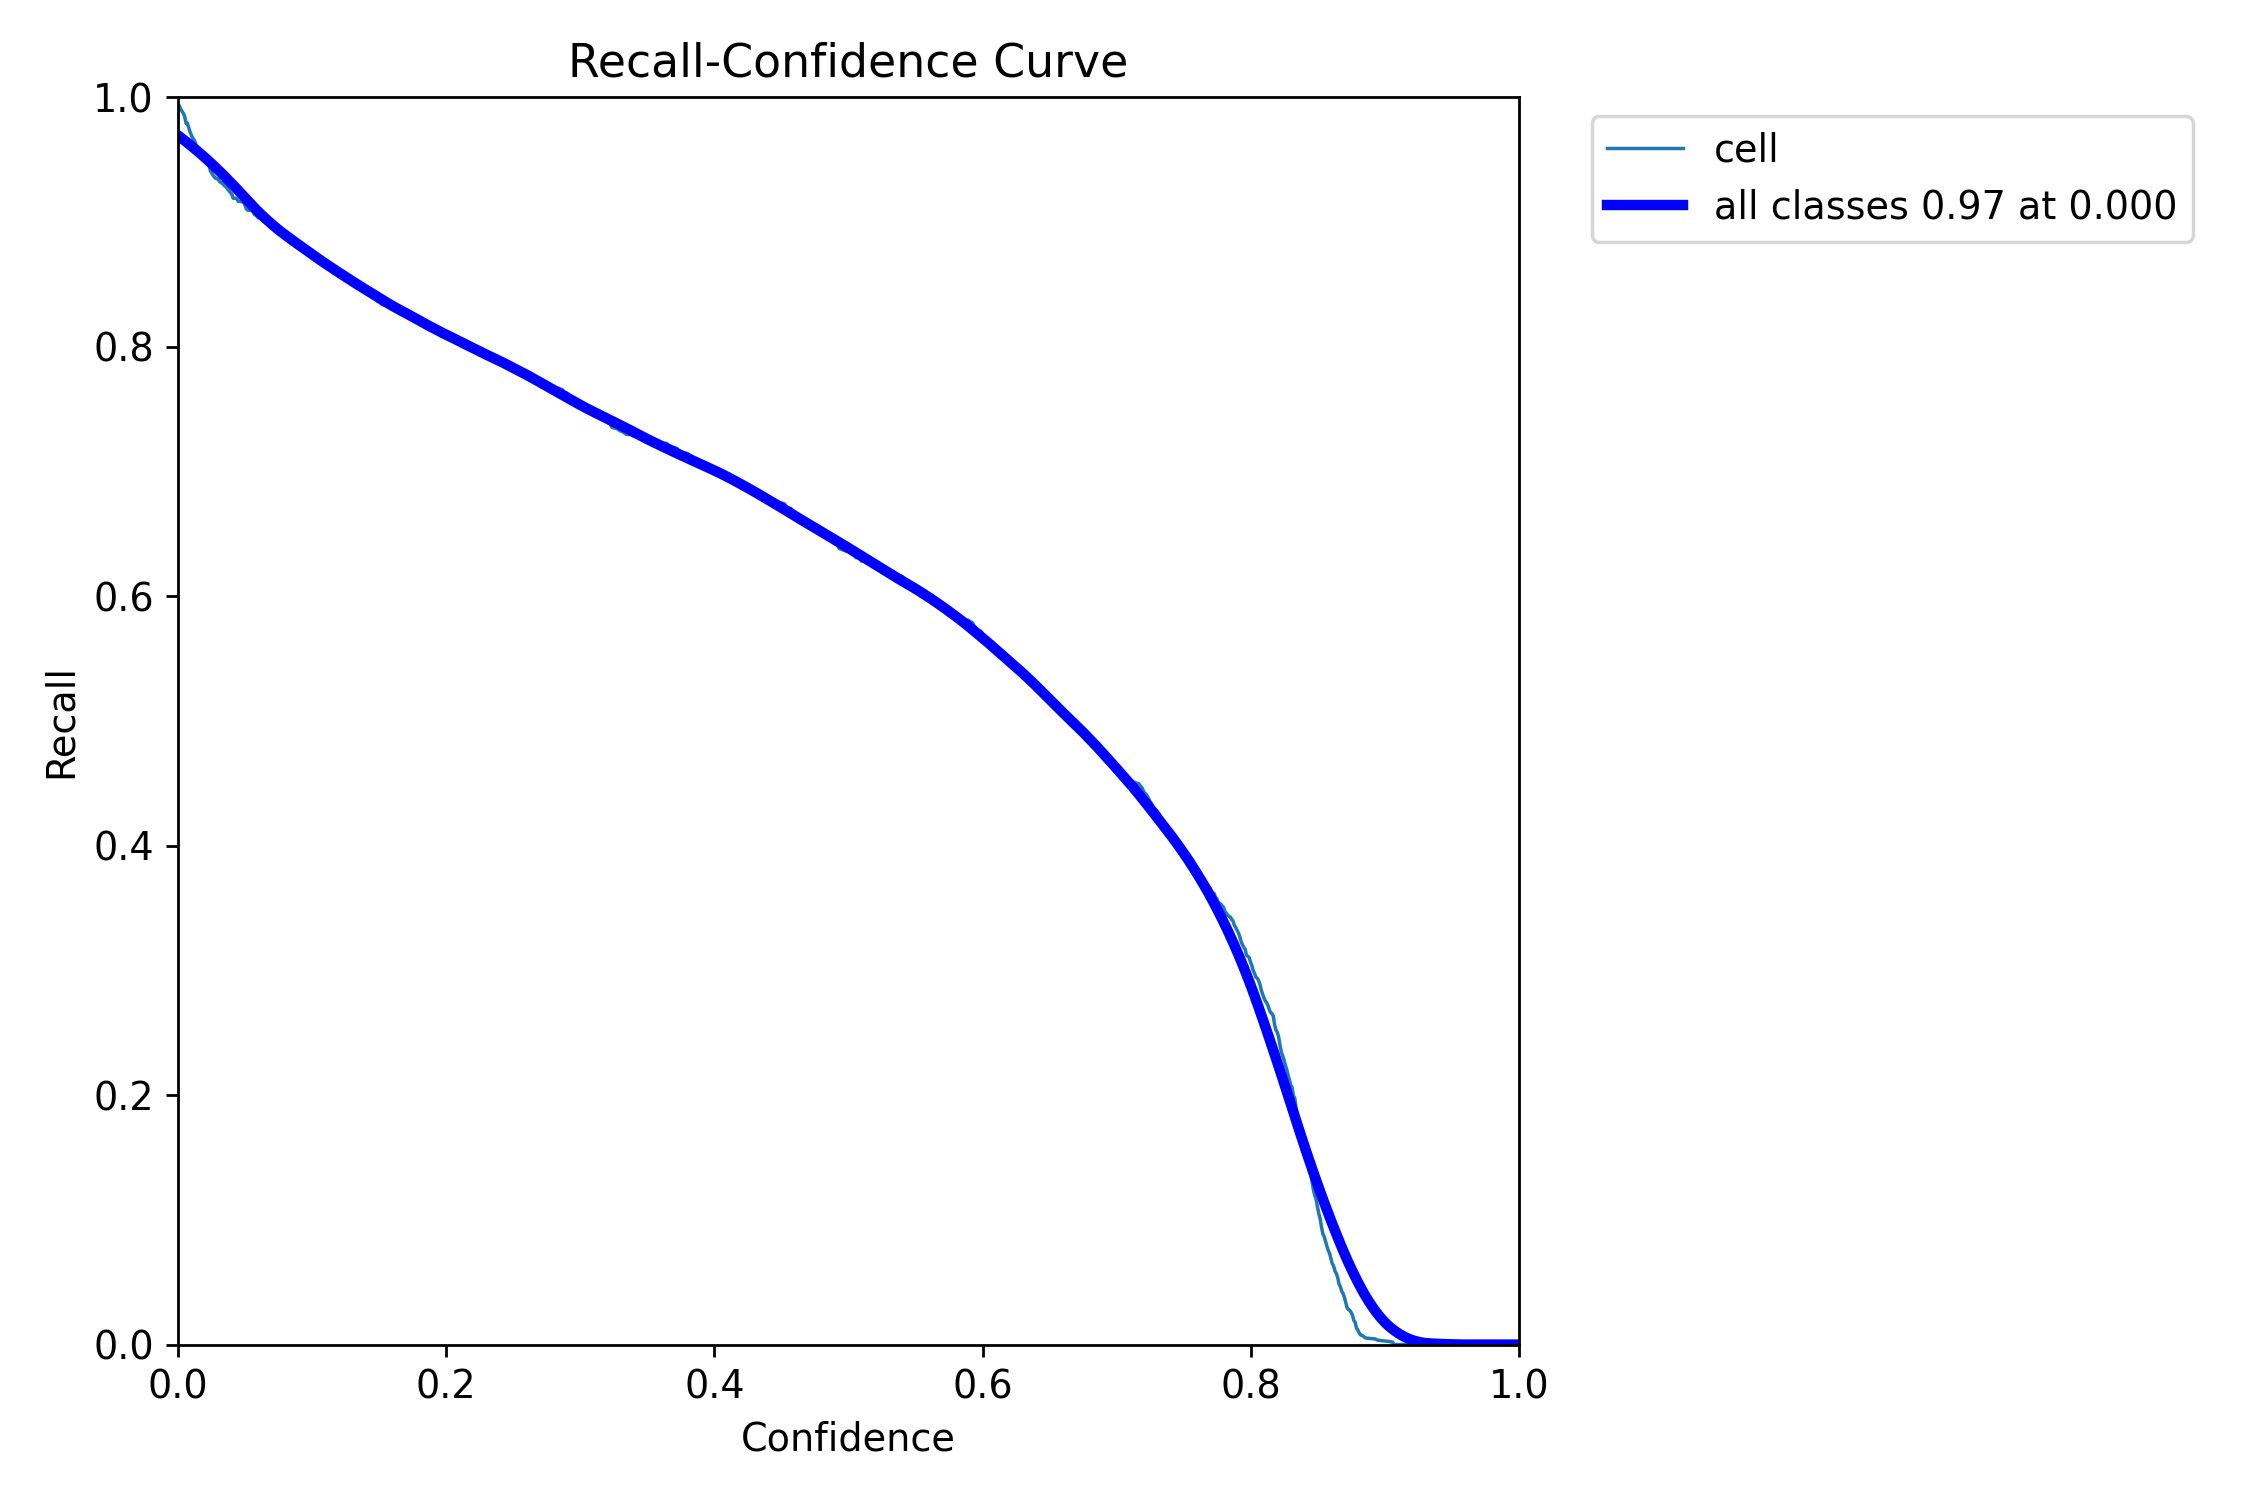 Recall-Confidence Curve
1.0
0.8
0.6
0.4
0.2
0.0
Recall
0.0 0.2 0.4 0.6 0.8 1.0
Confidence
cell
all classes 0.97 at 0.000